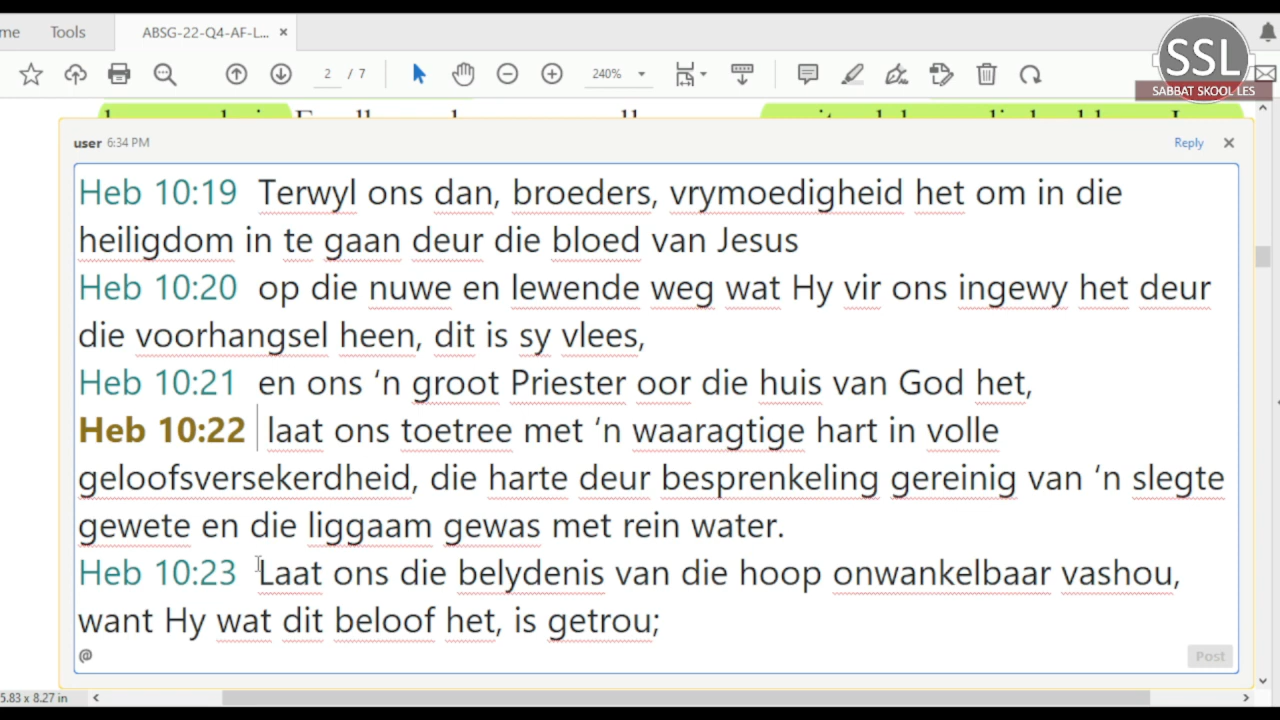 me Tools ABSG-22-Q4-AF-L... ×
SSL
SABBAT SKOOL LES
2 / 7 240%
user 6:34 PM Reply
Heb 10:19 Terwyl ons dan, broeders, vrymoedigheid het om in die
heiligdom in te gaan deur die bloed van Jesus
Heb 10:20 op die nuwe en lewende weg wat Hy vir ons ingewy het deur
die voorhangsel heen, dit is sy vlees,
Heb 10:21 en ons ‘n groot Priester oor die huis van God het,
Heb 10:22 laat ons toetree met ‘n waaragtige hart in volle
geloofsversekerdheid, die harte deur besprenkeling gereinig van ‘n slegte
gewete en die liggaam gewas met rein water.
Heb 10:23 Laat ons die belydenis van die hoop onwankelbaar vashou,
want Hy wat dit beloof het, is getrou;
@ Post
5.83 x 8.27 in